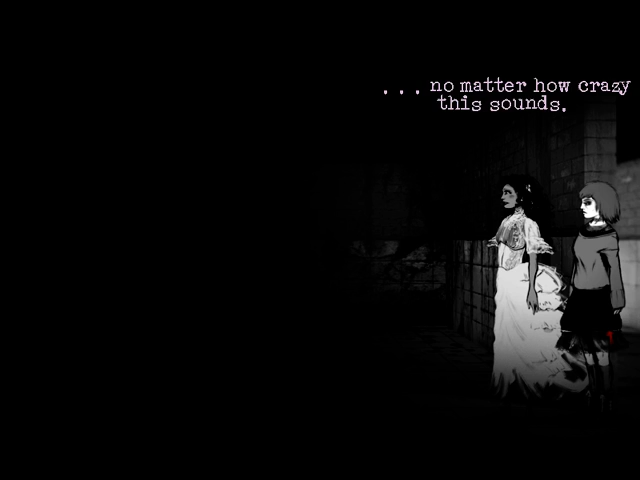 . . . no matter how crazy
this sounds.